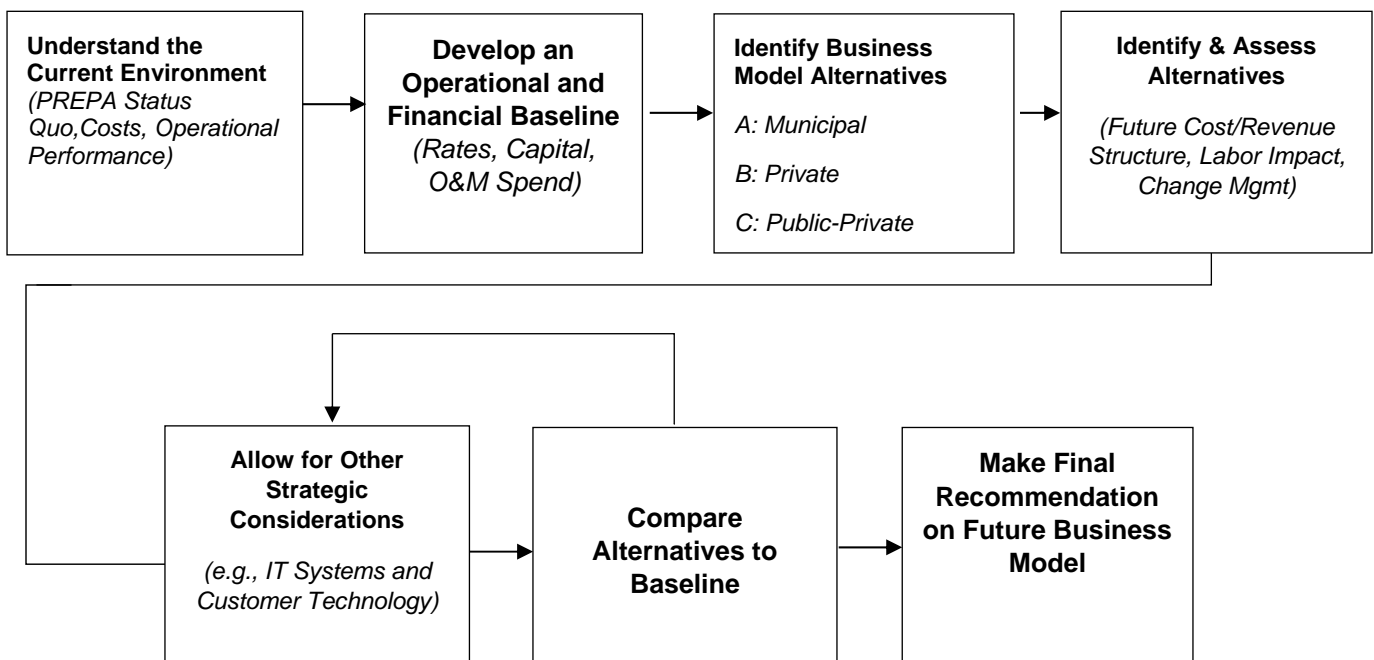 Understand the
Current Environment
(PREPA Status
Quo,Costs, Operational
Performance)
Develop an
Operational and
Financial Baseline
(Rates, Capital,
O&M Spend)
Identify Business
Model Alternatives
A: Municipal
B: Private
C: Public-Private
Identify & Assess
Alternatives
(Future Cost/Revenue
Structure, Labor Impact,
Change Mgmt)
Allow for Other
Strategic
Considerations
(e.g., IT Systems and
Customer Technology)
Compare
Alternatives to
Baseline
Make Final
Recommendation
on Future Business
Model